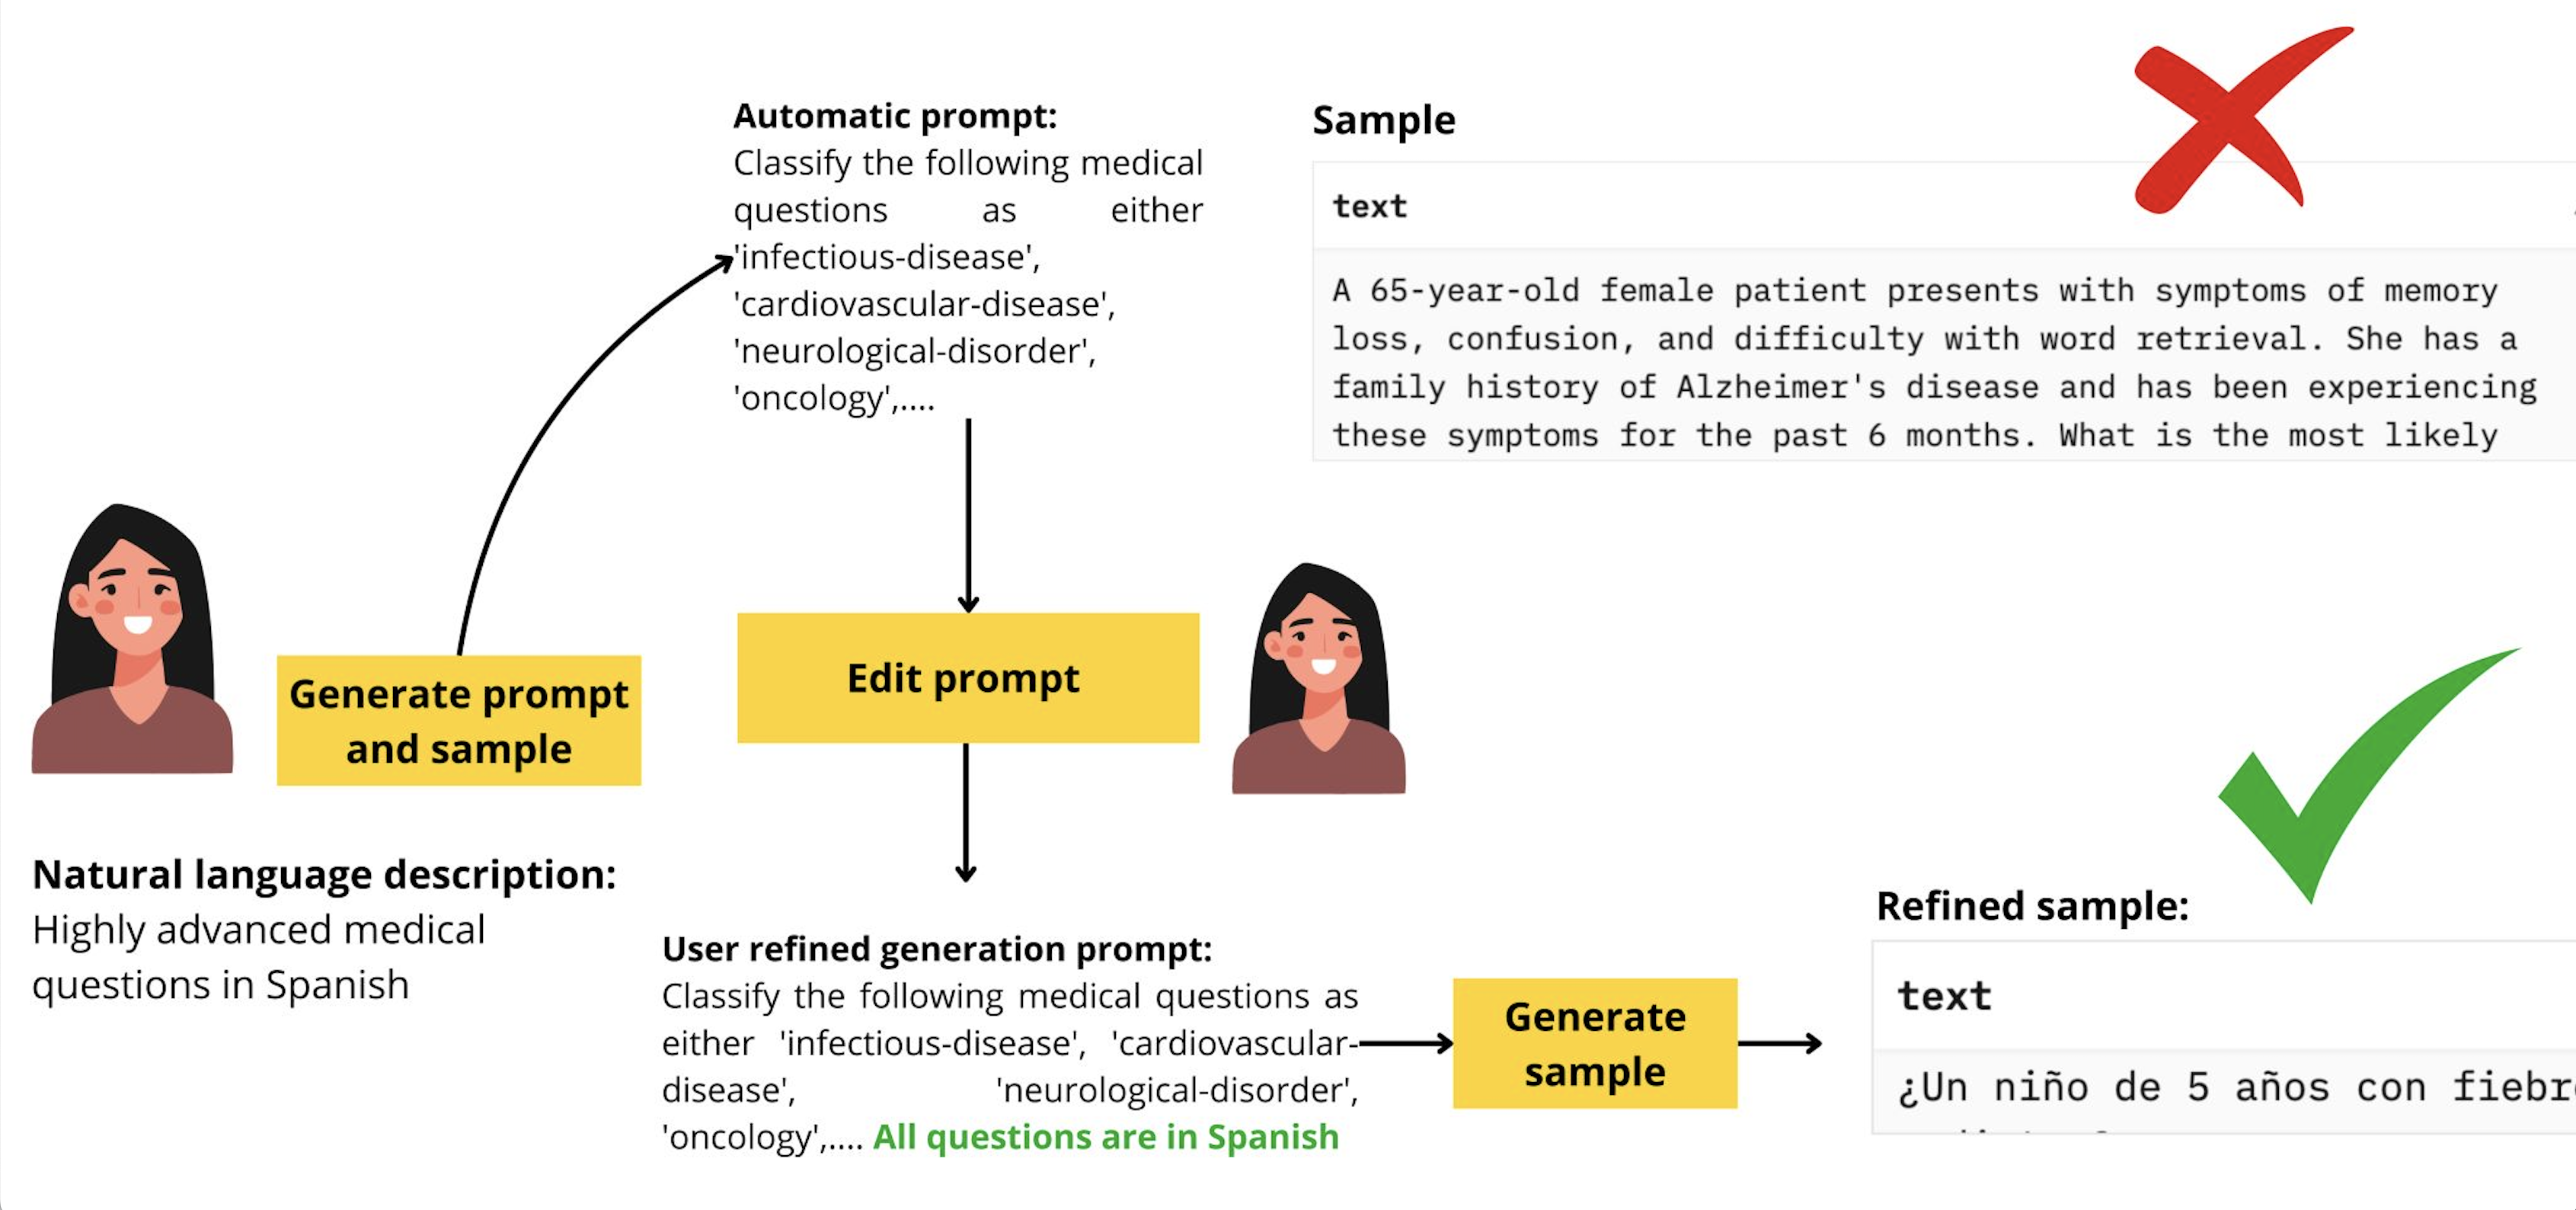 Automatic prompt:
Classify the following medical
questions as either
'infectious-disease',
'cardiovascular-disease',
'neurological-disorder',
'oncology',....
Sample
text
A 65-year-old female patient presents with symptoms of memory
loss, confusion, and difficulty with word retrieval. She has a
family history of Alzheimer's disease and has been experiencing
these symptoms for the past 6 months. What is the most likely
Generate prompt
and sample
Edit prompt
Natural language description:
Highly advanced medical
questions in Spanish
User refined generation prompt:
Classify the following medical questions as
either 'infectious-disease', 'cardiovascular-
disease', 'neurological-disorder',
'oncology',.... All questions are in Spanish
Generate
sample
Refined sample:
text
¿Un niño de 5 años con